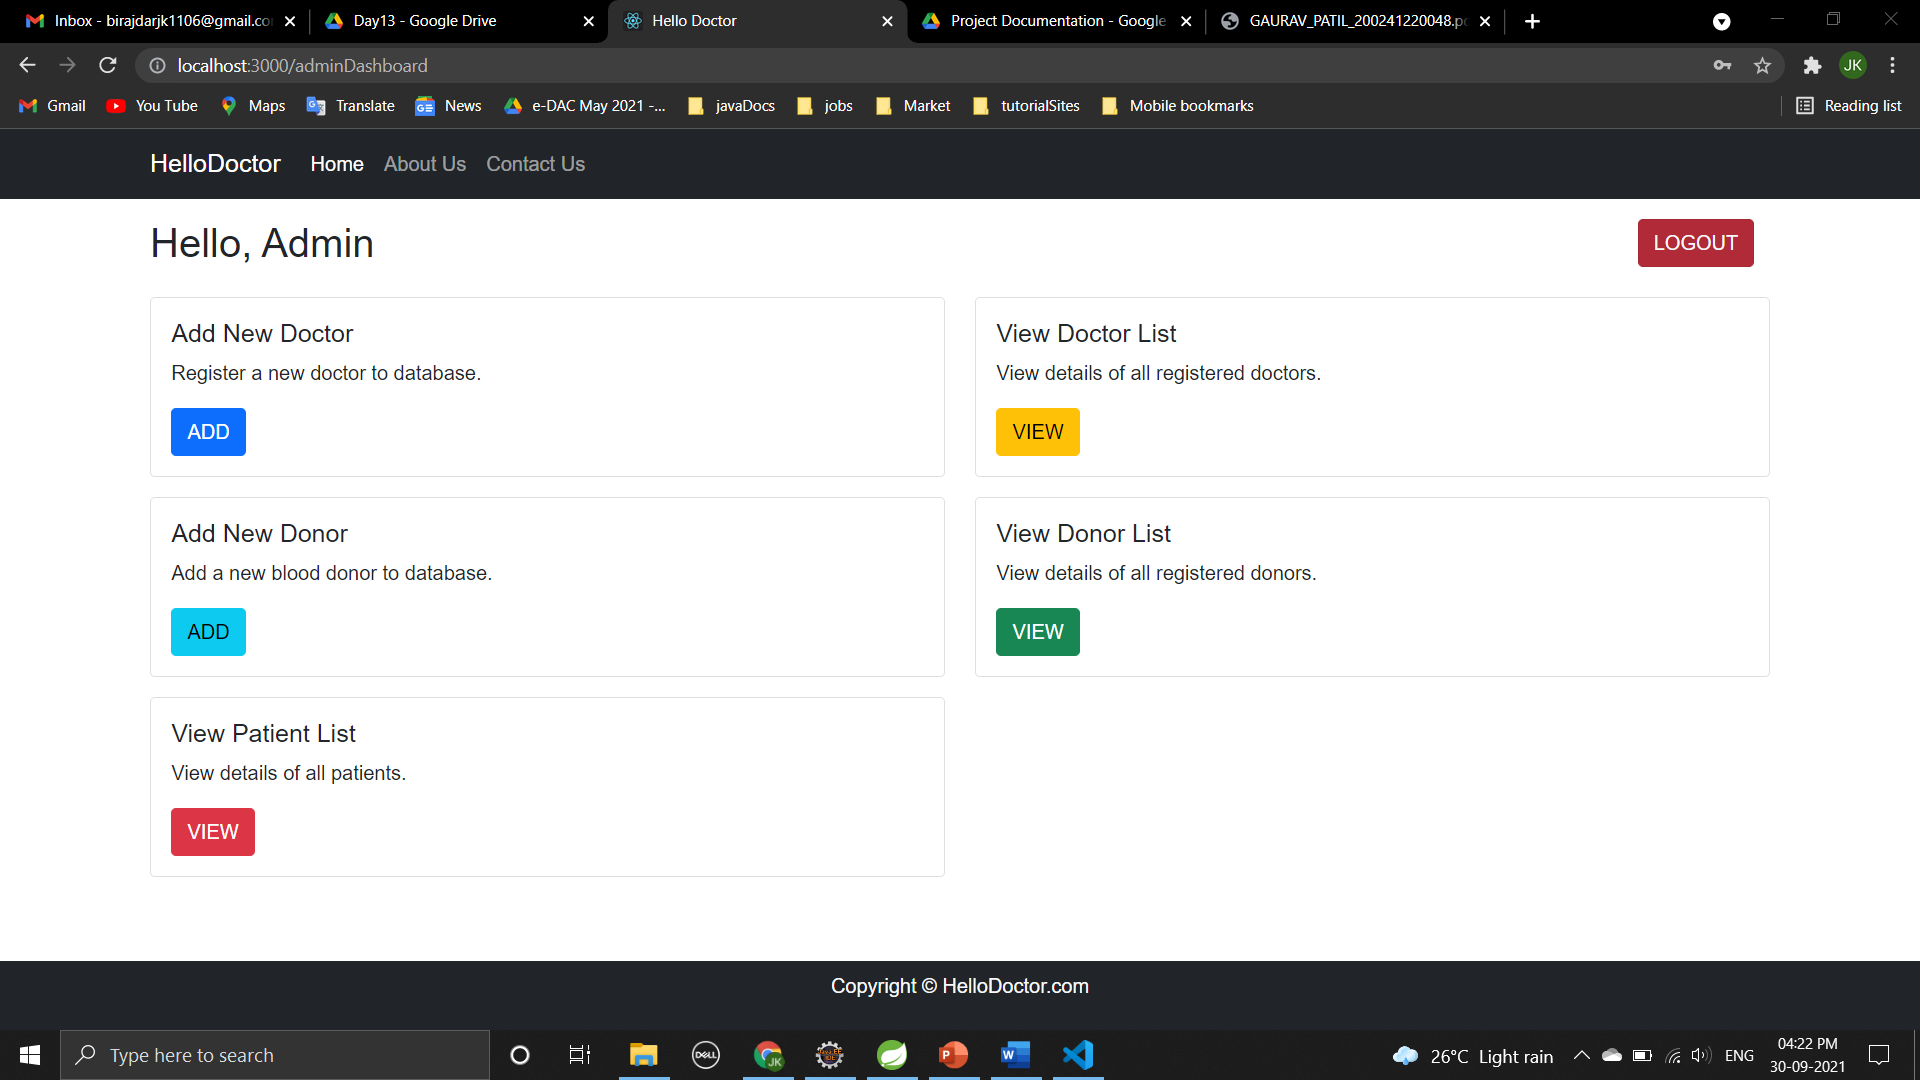 Inbox - birajdarjk1106@gmail.co
Day13 - Google Drive
Hello Doctor
Project Documentation - Google
GAURAV_PATIL_200241220048.p
localhost:3000/adminDashboard
JK
Gmail
You Tube
Maps
Translate
News
e-DAC May 2021 -...
javaDocs
jobs
Market
tutorialSites
Mobile bookmarks
Reading list
HelloDoctor
Home
About Us
Contact Us
Hello, Admin
LOGOUT
Add New Doctor
Register a new doctor to database.
ADD
View Doctor List
View details of all registered doctors.
VIEW
Add New Donor
Add a new blood donor to database.
ADD
View Donor List
View details of all registered donors.
VIEW
View Patient List
View details of all patients.
VIEW
Copyright © HelloDoctor.com
Type here to search
DELL
JK
P
W
26°C Light rain
ENG
04:22 PM
30-09-2021